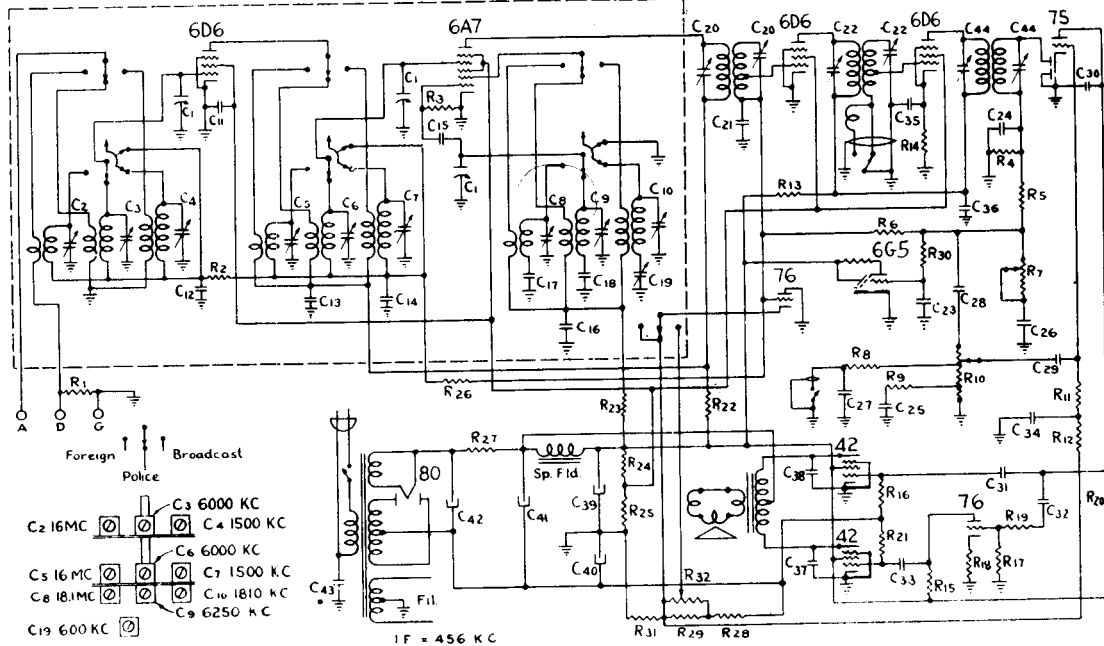 6D6 6A7 C20 C20 6D6 C22 C22 6D6 C44 C44 75
C1 C11 R3 C15 C1 C1 C21 C35 R14 C24 R4 C30
C2 C3 C4 C5 C6 C7 C8 C9 C10 R13 C36 R5
R2 C12 C13 C14 C17 C18 C19 C16 76 6G5 R6 R30 C23 C28 R7 C26
R1 R26 R23 R22 R8 C27 R9 C25 R10 C29 R11
A D G
Foreign Broadcast
Police
80 R27 Sp. Fld. R24 R25 C42 C41 C39 C40 C38 42 R16 C34 R12 C31 R20
C3 6000 KC
C2 16MC C4 1500 KC
C6 6000 KC
C5 16 MC C7 1500 KC
C8 18.1MC C10 1810 KC
C9 6250 KC
C19 600 KC
C43 Fil. R32 C37 42 R21 C33 76 R19 C32 R15 R18 R17
R31 R29 R28
IF = 456 KC